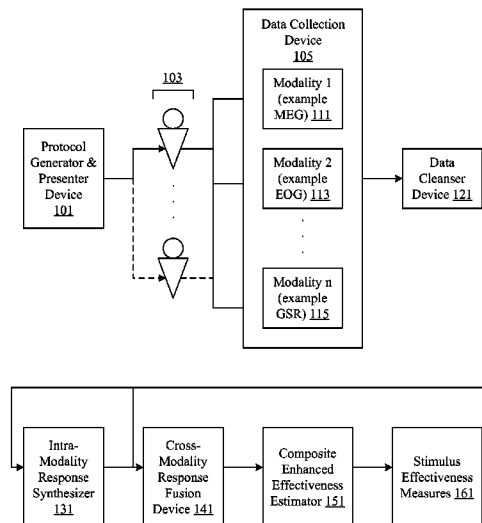 Data Collection
Device
105
103
Modality 1
(example
MEG) 111
Protocol
Generator &
Presenter
Device
101
Modality 2
(example
EOG) 113
Data
Cleanser
Device 121
Modality n
(example
GSR) 115
Intra-
Modality
Response
Synthesizer
131
Cross-
Modality
Response
Fusion
Device 141
Composite
Enhanced
Effectiveness
Estimator 151
Stimulus
Effectiveness
Measures 161